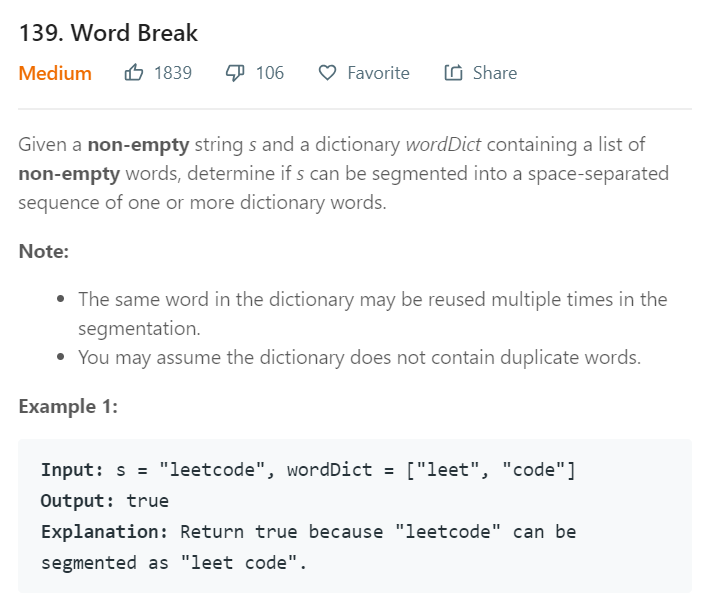 139. Word Break
Medium 1839 106 Favorite Share
Given a non-empty string s and a dictionary wordDict containing a list of
non-empty words, determine if s can be segmented into a space-separated
sequence of one or more dictionary words.
Note:
• The same word in the dictionary may be reused multiple times in the
segmentation.
• You may assume the dictionary does not contain duplicate words.
Example 1:
Input: s = "leetcode", wordDict = ["leet", "code"]
Output: true
Explanation: Return true because "leetcode" can be
segmented as "leet code".